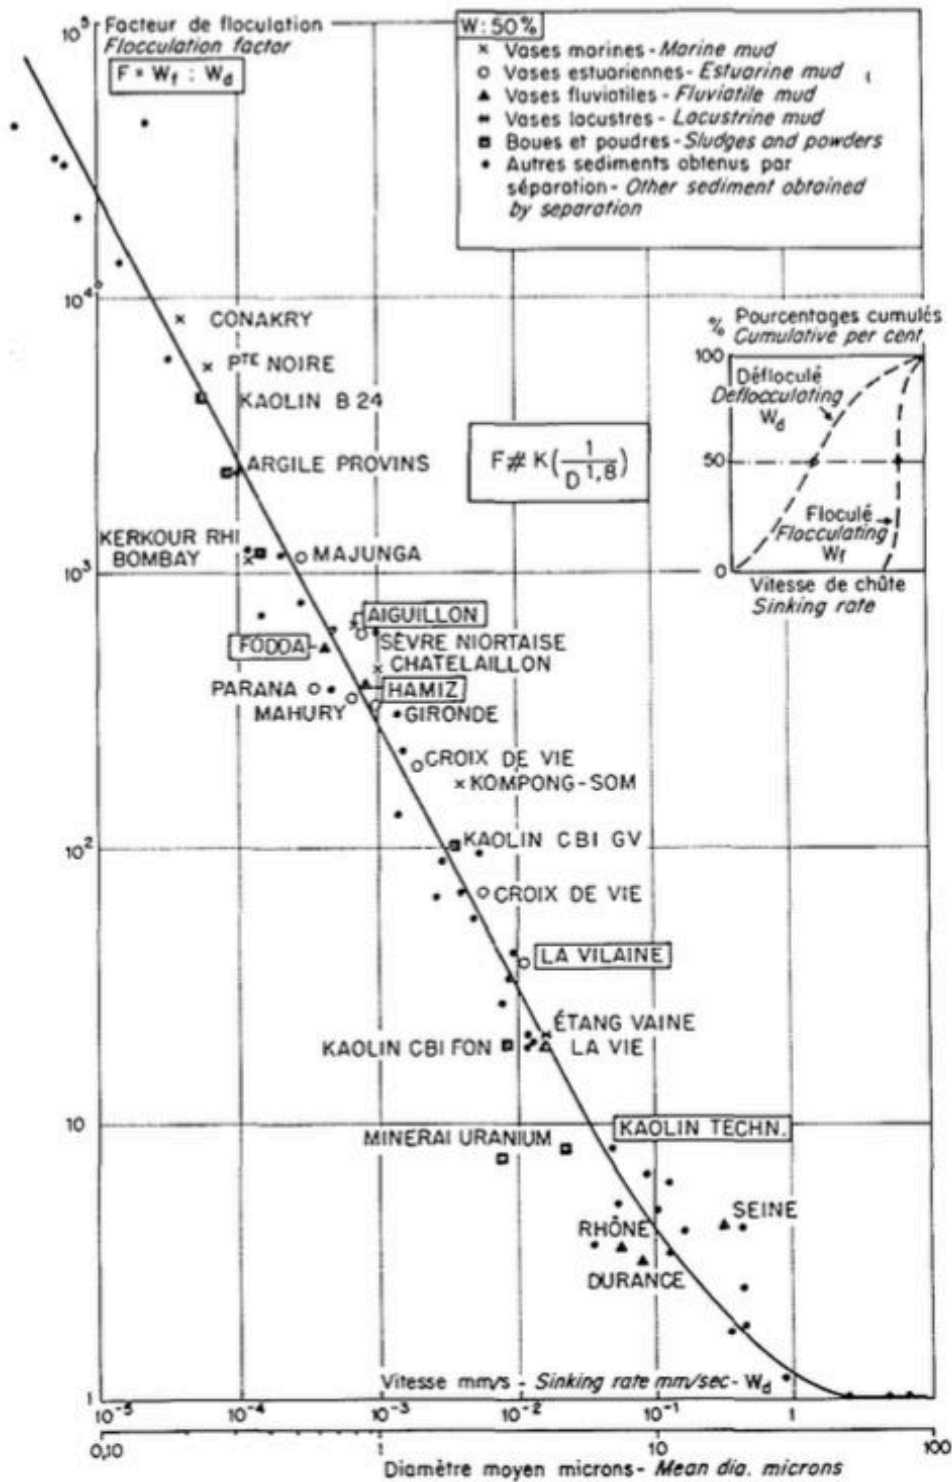 10⁵
Facteur de floculation
Flocculation factor
F = W_f : W_d
W: 50%
× Vases marines - Marine mud
○ Vases estuariennes - Estuarine mud
▲ Vases fluviatiles - Fluviatile mud
Vases lacustres - Lacustrine mud
Boues et poudres - Sludges and powders
• Autres sediments obtenus par
séparation - Other sediment obtained
by separation
10⁴
CONAKRY
PTE NOIRE
KAOLIN B 24
ARGILE PROVINS
F # K(1/D^1,8)
% Pourcentages cumulés
Cumulative per cent
100
Défloculé
Deflocculating
W_d
50
Floculé
Flocculating
W_f
0
Vitesse de chûte
Sinking rate
KERKOUR RHI
BOMBAY
MAJUNGA
10³
AIGUILLON
SÈVRE NIORTAISE
FODDA
CHATELAILLON
PARANA
HAMIZ
MAHURY
GIRONDE
CROIX DE VIE
KOMPONG-SOM
10²
KAOLIN CBI GV
CROIX DE VIE
LA VILAINE
ÉTANG VAINE
KAOLIN CBI FON
LA VIE
10
KAOLIN TECHN.
MINERAI URANIUM
SEINE
RHÔNE
DURANCE
1
Vitesse mm/s - Sinking rate mm/sec - W_d
10⁻⁵ 10⁻⁴ 10⁻³ 10⁻² 10⁻¹ 1 10
0,10 1 10 100
Diamètre moyen microns - Mean dia. microns